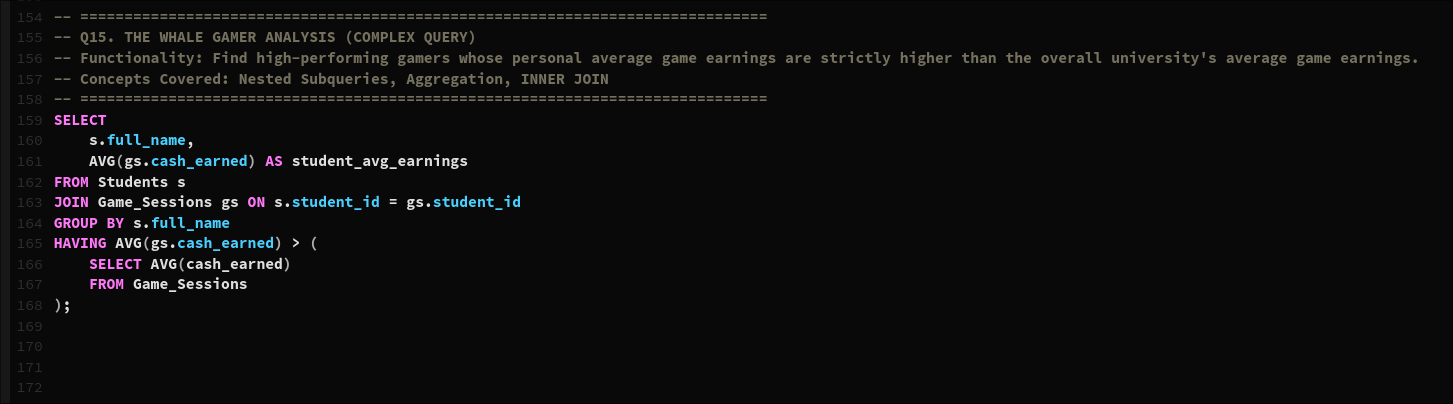 154 -- ==============================================================================
155 -- Q15. THE WHALE GAMER ANALYSIS (COMPLEX QUERY)
156 -- Functionality: Find high-performing gamers whose personal average game earnings are strictly higher than the overall university's average game earnings.
157 -- Concepts Covered: Nested Subqueries, Aggregation, INNER JOIN
158 -- ==============================================================================
159 SELECT
160     s.full_name,
161     AVG(gs.cash_earned) AS student_avg_earnings
162 FROM Students s
163 JOIN Game_Sessions gs ON s.student_id = gs.student_id
164 GROUP BY s.full_name
165 HAVING AVG(gs.cash_earned) > (
166     SELECT AVG(cash_earned)
167     FROM Game_Sessions
168 );
169
170
171
172